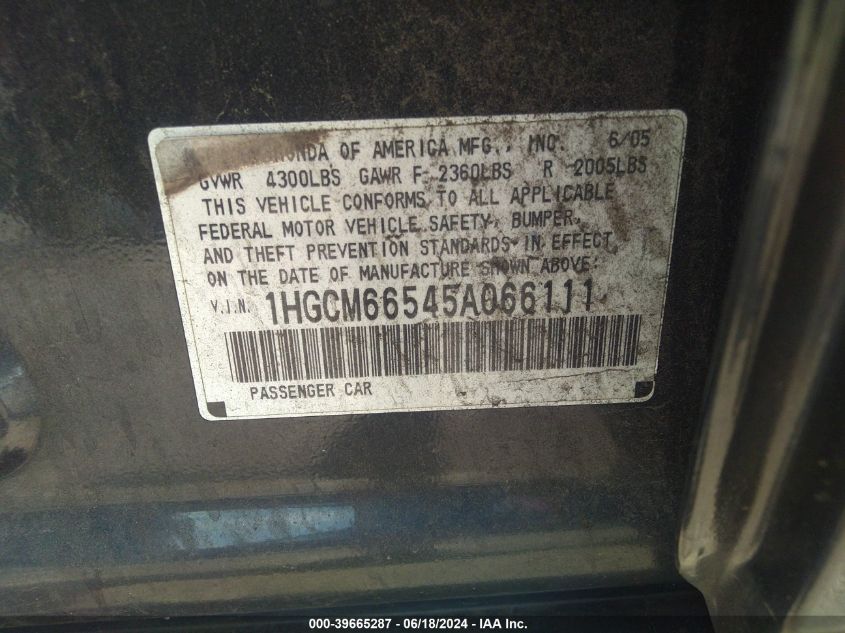 HONDA OF AMERICA MFG., INC. 6/05
GVWR 4300LBS GAWR F 2360LBS R 2005LBS
THIS VEHICLE CONFORMS TO ALL APPLICABLE
FEDERAL MOTOR VEHICLE SAFETY, BUMPER,
AND THEFT PREVENTION STANDARDS IN EFFECT
ON THE DATE OF MANUFACTURE SHOWN ABOVE.
V.I.N. 1HGCM66545A066111
PASSENGER CAR
000-39665287 - 06/18/2024 - IAA Inc.